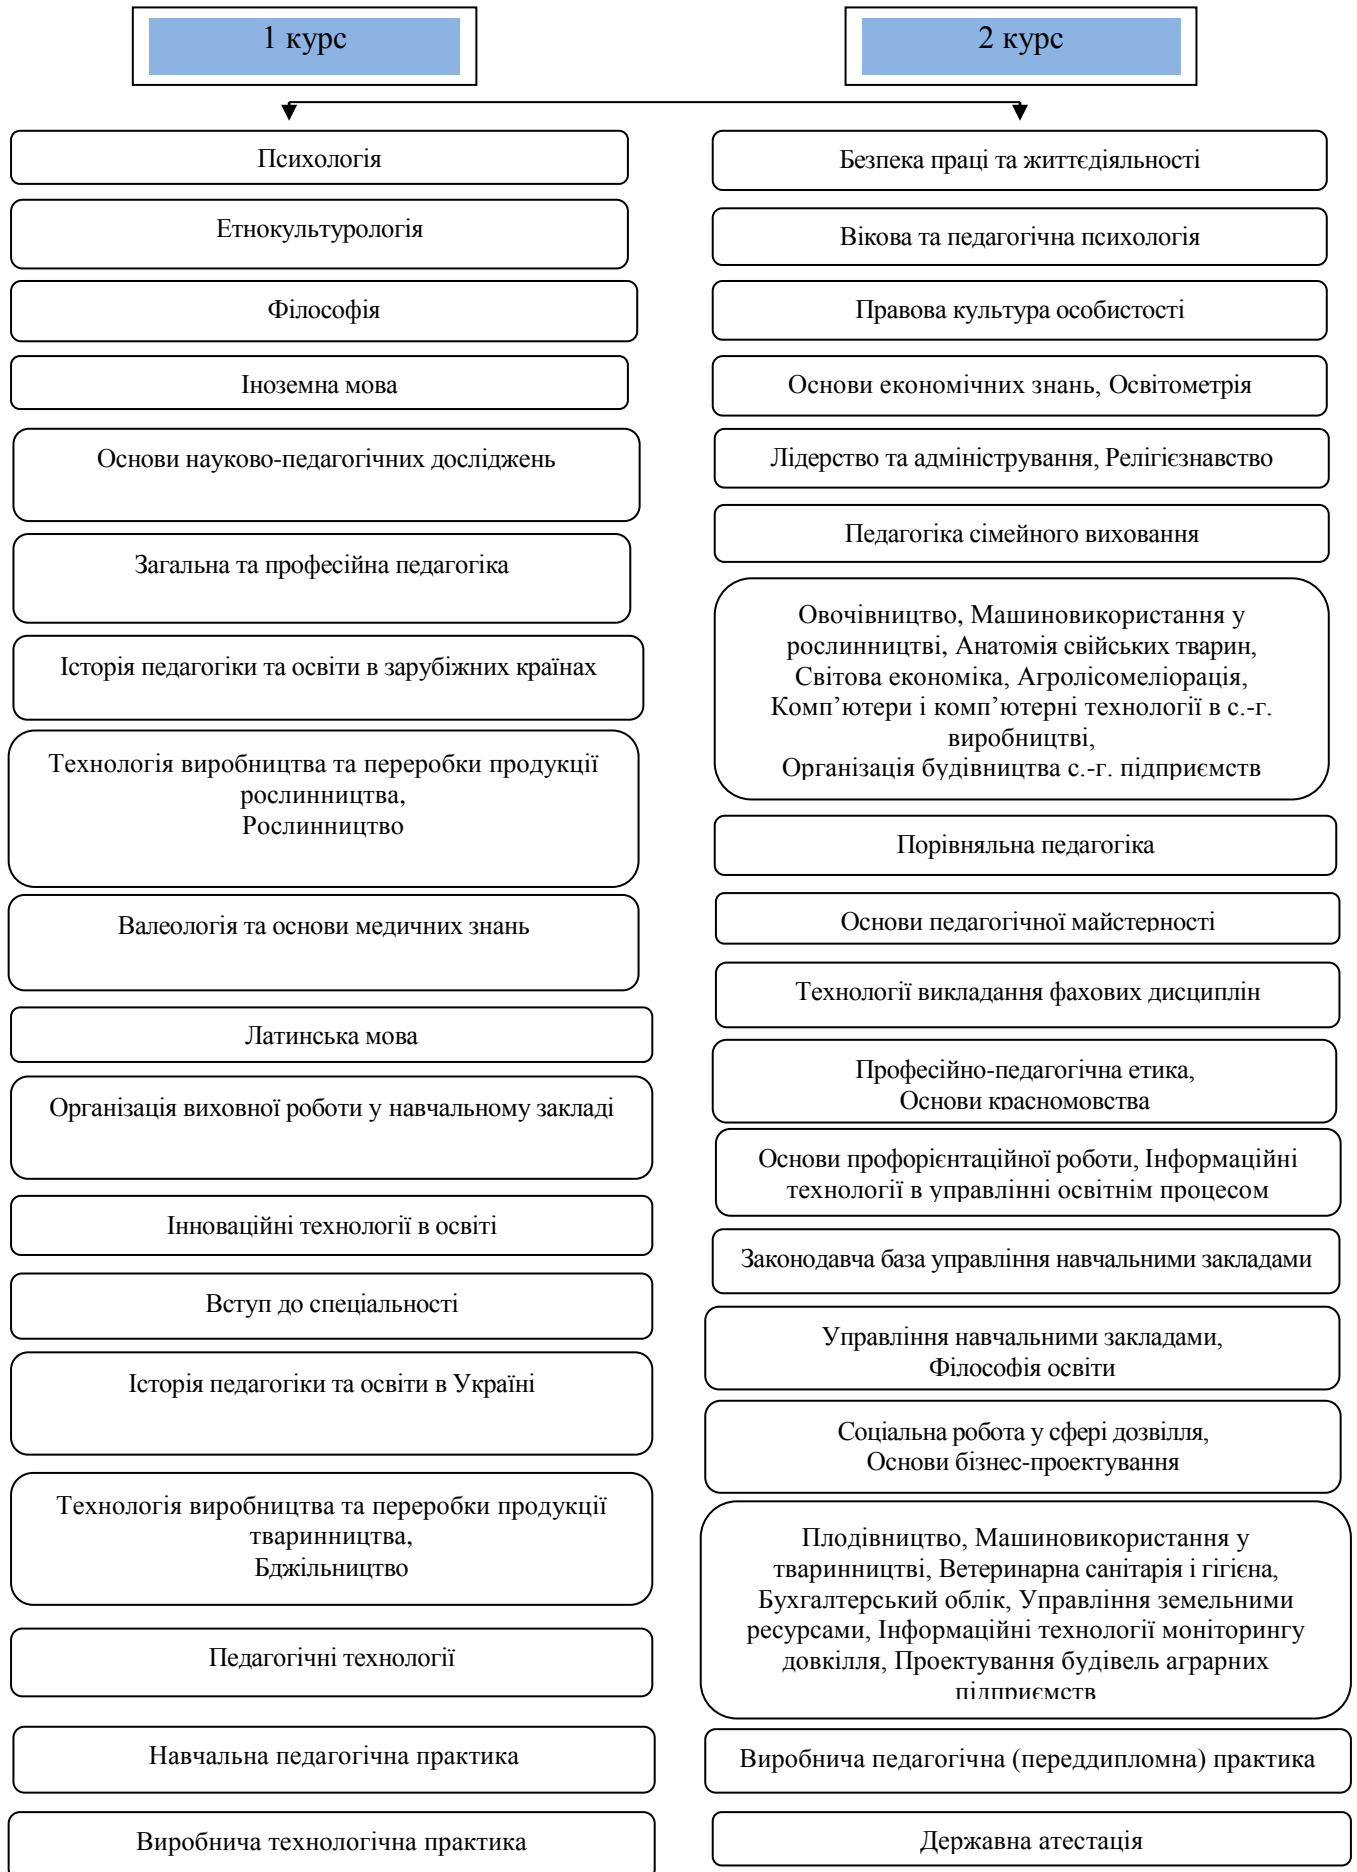 1 курс
2 курс
Психологія
Етнокультурологія
Філософія
Іноземна мова
Основи науково-педагогічних досліджень
Загальна та професійна педагогіка
Історія педагогіки та освіти в зарубіжних країнах
Технологія виробництва та переробки продукції
рослинництва,
Рослинництво
Валеологія та основи медичних знань
Латинська мова
Організація виховної роботи у навчальному закладі
Інноваційні технології в освіті
Вступ до спеціальності
Історія педагогіки та освіти в Україні
Технологія виробництва та переробки продукції
тваринництва,
Бджільництво
Педагогічні технології
Навчальна педагогічна практика
Виробнича технологічна практика
Безпека праці та життєдіяльності
Вікова та педагогічна психологія
Правова культура особистості
Основи економічних знань, Освітометрія
Лідерство та адміністрування, Релігієзнавство
Педагогіка сімейного виховання
Овочівництво, Машиновикористання у
рослинництві, Анатомія свійських тварин,
Світова економіка, Агролісомеліорація,
Комп’ютери і комп’ютерні технології в с.-г.
виробництві,
Організація будівництва с.-г. підприємств
Порівняльна педагогіка
Основи педагогічної майстерності
Технології викладання фахових дисциплін
Професійно-педагогічна етика,
Основи красномовства
Основи профорієнтаційної роботи, Інформаційні
технології в управлінні освітнім процесом
Законодавча база управління навчальними закладами
Управління навчальними закладами,
Філософія освіти
Соціальна робота у сфері дозвілля,
Основи бізнес-проектування
Плодівництво, Машиновикористання у
тваринництві, Ветеринарна санітарія і гігієна,
Бухгалтерський облік, Управління земельними
ресурсами, Інформаційні технології моніторингу
довкілля, Проектування будівель аграрних
підприємств
Виробнича педагогічна (переддипломна) практика
Державна атестація